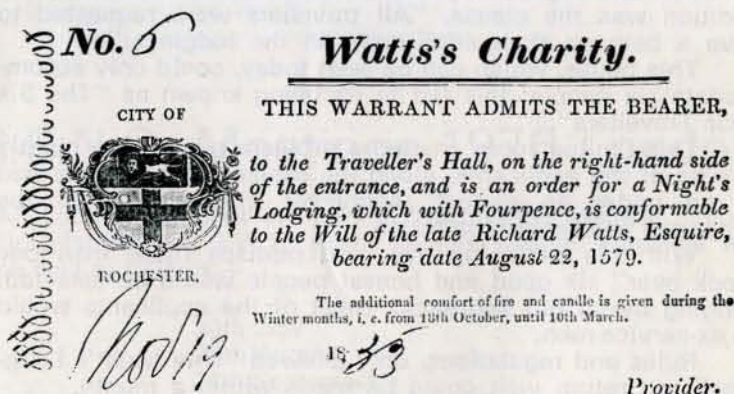 No.
Watts's Charity.
CITY OF
ROCHESTER.
THIS WARRANT ADMITS THE BEARER,
to the Traveller's Hall, on the right-hand side
of the entrance, and is an order for a Night's
Lodging, which with Fourpence, is conformable
to the Will of the late Richard Watts, Esquire,
bearing date August 22, 1579.
The additional comfort of fire and candle is given during the
Winter months, i. e. from 18th October, until 10th March.
18
Provider.